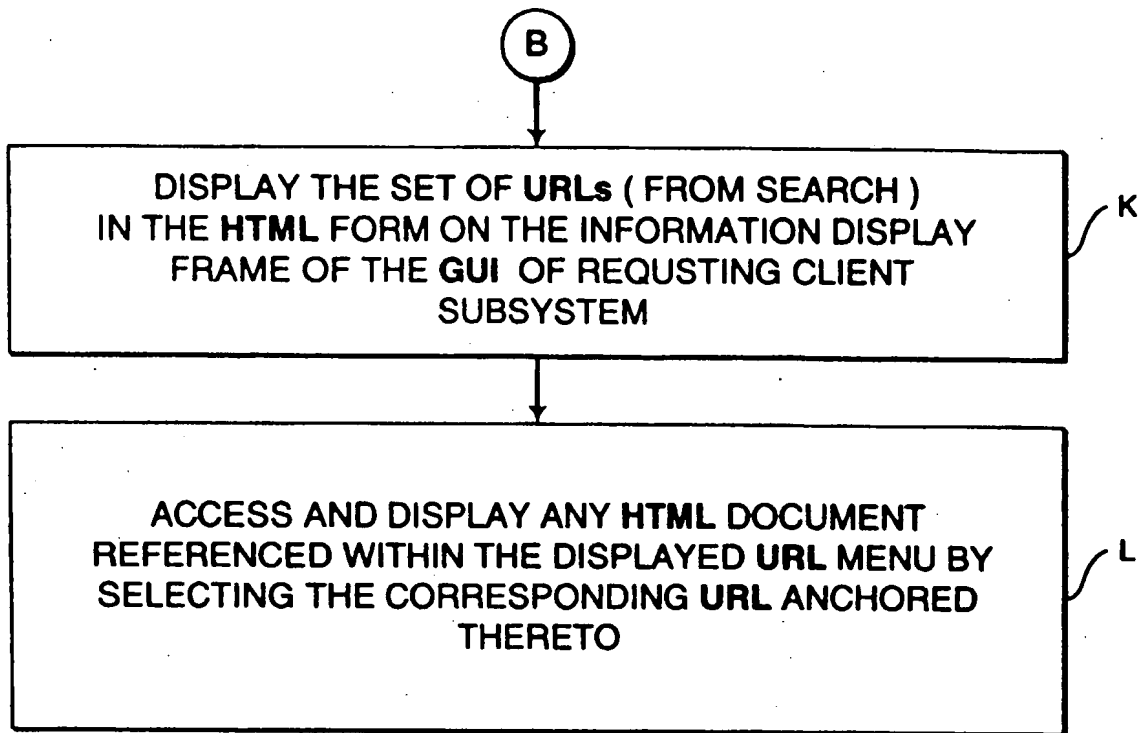 B
DISPLAY THE SET OF URLs ( FROM SEARCH )
IN THE HTML FORM ON THE INFORMATION DISPLAY
FRAME OF THE GUI OF REQUSTING CLIENT
SUBSYSTEM
K
ACCESS AND DISPLAY ANY HTML DOCUMENT
REFERENCED WITHIN THE DISPLAYED URL MENU BY
SELECTING THE CORRESPONDING URL ANCHORED
THERETO
L